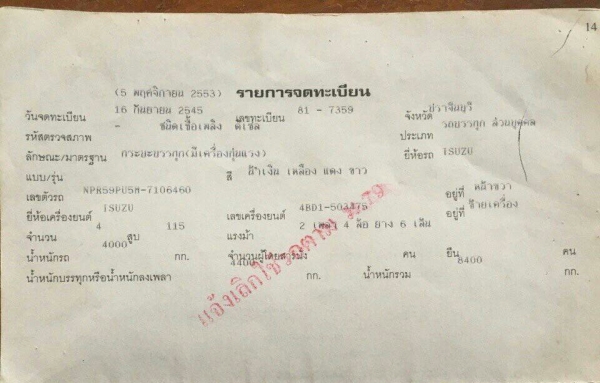 14
(5 พฤศจิกายน 2553) รายการจดทะเบียน
วันจดทะเบียน 16 กันยายน 2545 เลขทะเบียน 81 - 7359 จังหวัด ปราจีนบุรี
รหัสตรวจสภาพ - ชนิดเชื้อเพลิง ดีเซล ประเภท รถบรรทุก ส่วนบุคคล
ลักษณะ/มาตรฐาน กระบะบรรทุก(มีเครื่องทุ่นแรง) ยี่ห้อรถ ISUZU
แบบ/รุ่น สี น้ำเงิน เหลือง แดง ขาว
เลขตัวรถ NPR59PU5H-7106460 อยู่ที่ หน้าขวา
ยี่ห้อเครื่องยนต์ ISUZU เลขเครื่องยนต์ 4BD1-503475 อยู่ที่ ซ้ายเครื่อง
จำนวน 4 สูบ 115 แรงม้า 2 เพลา 4 ล้อ ยาง 6 เส้น
น้ำหนักรถ 4000 กก. จำนวนผู้โดยสารนั่ง คน ยืน คน
น้ำหนักบรรทุกหรือน้ำหนักลงเพลา 4400 กก. น้ำหนักรวม 8400 กก.
แจ้งเลิกใช้รถตาม ม.79